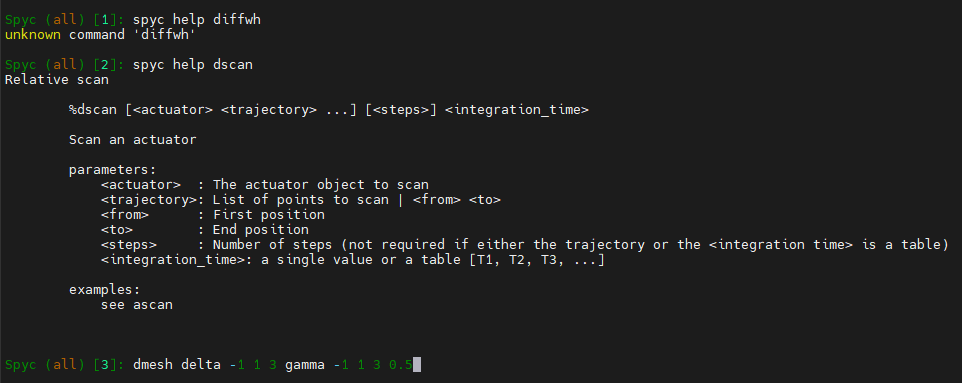 Spyc (all) [1]: spyc help diffwh
unknown command 'diffwh'
Spyc (all) [2]: spyc help dscan
Relative scan
%dscan [<actuator> <trajectory> ...] [<steps>] <integration_time>
Scan an actuator
parameters:
<actuator>  : The actuator object to scan
<trajectory>: List of points to scan | <from> <to>
<from>      : First position
<to>        : End position
<steps>     : Number of steps (not required if either the trajectory or the <integration time> is a table)
<integration_time>: a single value or a table [T1, T2, T3, ...]
examples:
see ascan
Spyc (all) [3]: dmesh delta -1 1 3 gamma -1 1 3 0.5